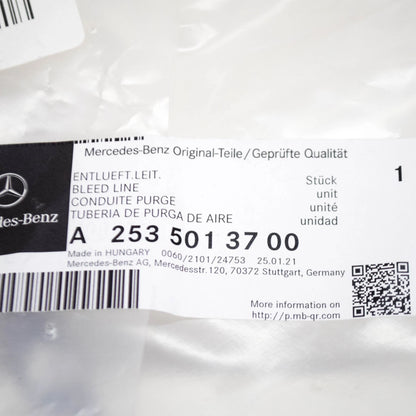 Mercedes-Benz Original-Teile/Geprüfte Qualität
ENTLUEFT.LEIT. Stück 1
BLEED LINE unit
CONDUITE PURGE unité
TUBERIA DE PURGA DE AIRE unidad
des-Benz
A 253 501 37 00
Made in HUNGARY 0060/2101/24753 25.01.21
Mercedes-Benz AG, Mercedesstr.120, 70372 Stuttgart, Germany
More information on
http://p.mb-qr.com/